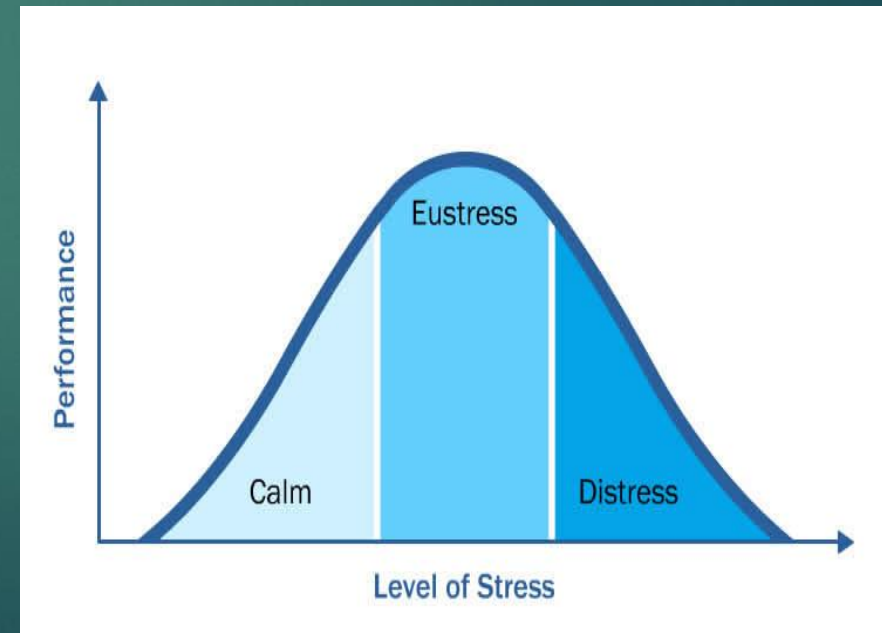 Performance
Eustress
Calm
Distress
Level of Stress